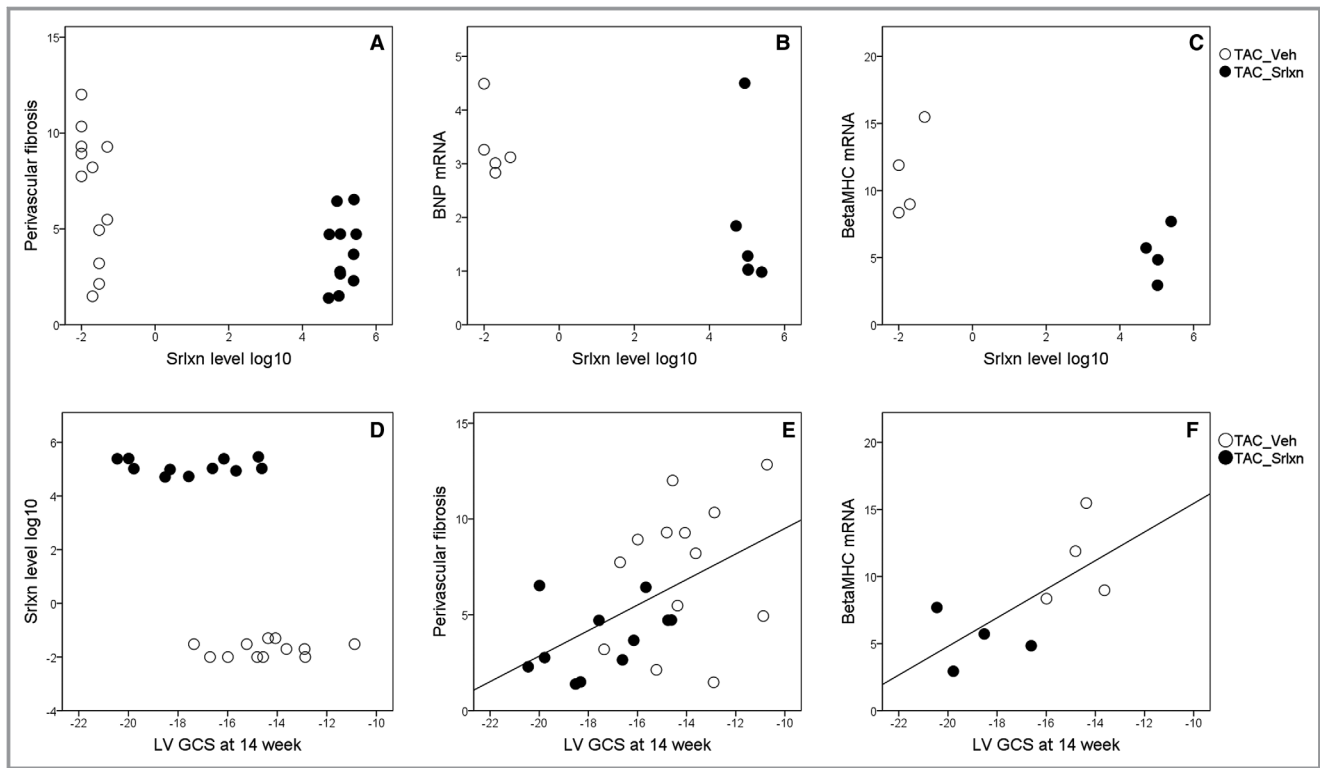 A
15
10
5
0
Perivascular fibrosis
-2 0 2 4 6
Srlxn level log10
B
5
4
3
2
1
0
BNP mRNA
-2 0 2 4 6
Srlxn level log10
C
20
15
10
5
0
BetaMHC mRNA
-2 0 2 4 6
Srlxn level log10
TAC_Veh
TAC_Srlxn
D
6
4
2
0
-2
-4
Srlxn level log10
-22 -20 -18 -16 -14 -12 -10
LV GCS at 14 week
E
15
10
5
0
Perivascular fibrosis
-22 -20 -18 -16 -14 -12 -10
LV GCS at 14 week
F
20
15
10
5
0
BetaMHC mRNA
-22 -20 -18 -16 -14 -12 -10
LV GCS at 14 week
TAC_Veh
TAC_Srlxn